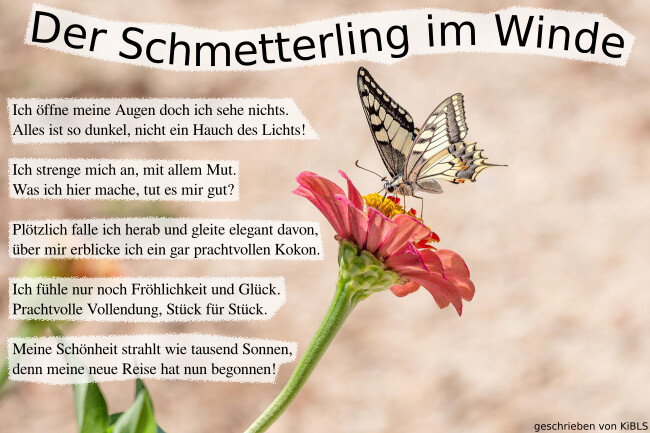 Der Schmetterling im Winde
Ich öffne meine Augen doch ich sehe nichts.
Alles ist so dunkel, nicht ein Hauch des Lichts!
Ich strenge mich an, mit allem Mut.
Was ich hier mache, tut es mir gut?
Plötzlich falle ich herab und gleite elegant davon,
über mir erblicke ich ein gar prachtvollen Kokon.
Ich fühle nur noch Fröhlichkeit und Glück.
Prachtvolle Vollendung, Stück für Stück.
Meine Schönheit strahlt wie tausend Sonnen,
denn meine neue Reise hat nun begonnen!
geschrieben von KiBLS